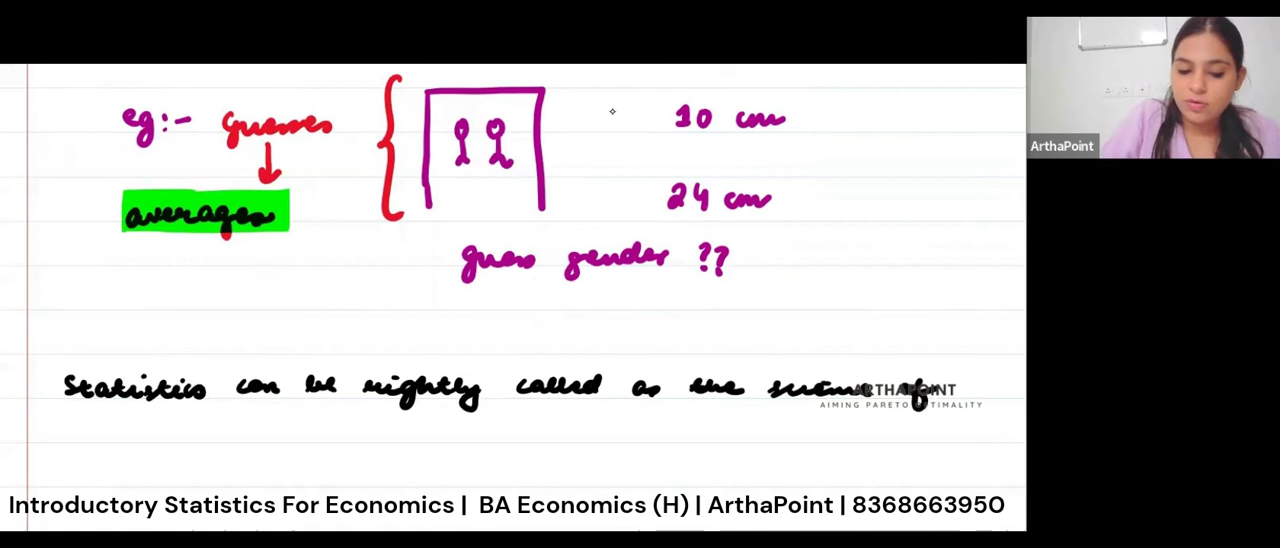 eg:- guesses
10 cm
averages
24 cm
guess gender ??
Statistics can be rightly called as the science of
ARTHAPOINT
AIMING PARETO OPTIMALITY
Introductory Statistics For Economics | BA Economics (H) | ArthaPoint | 8368663950
ArthaPoint